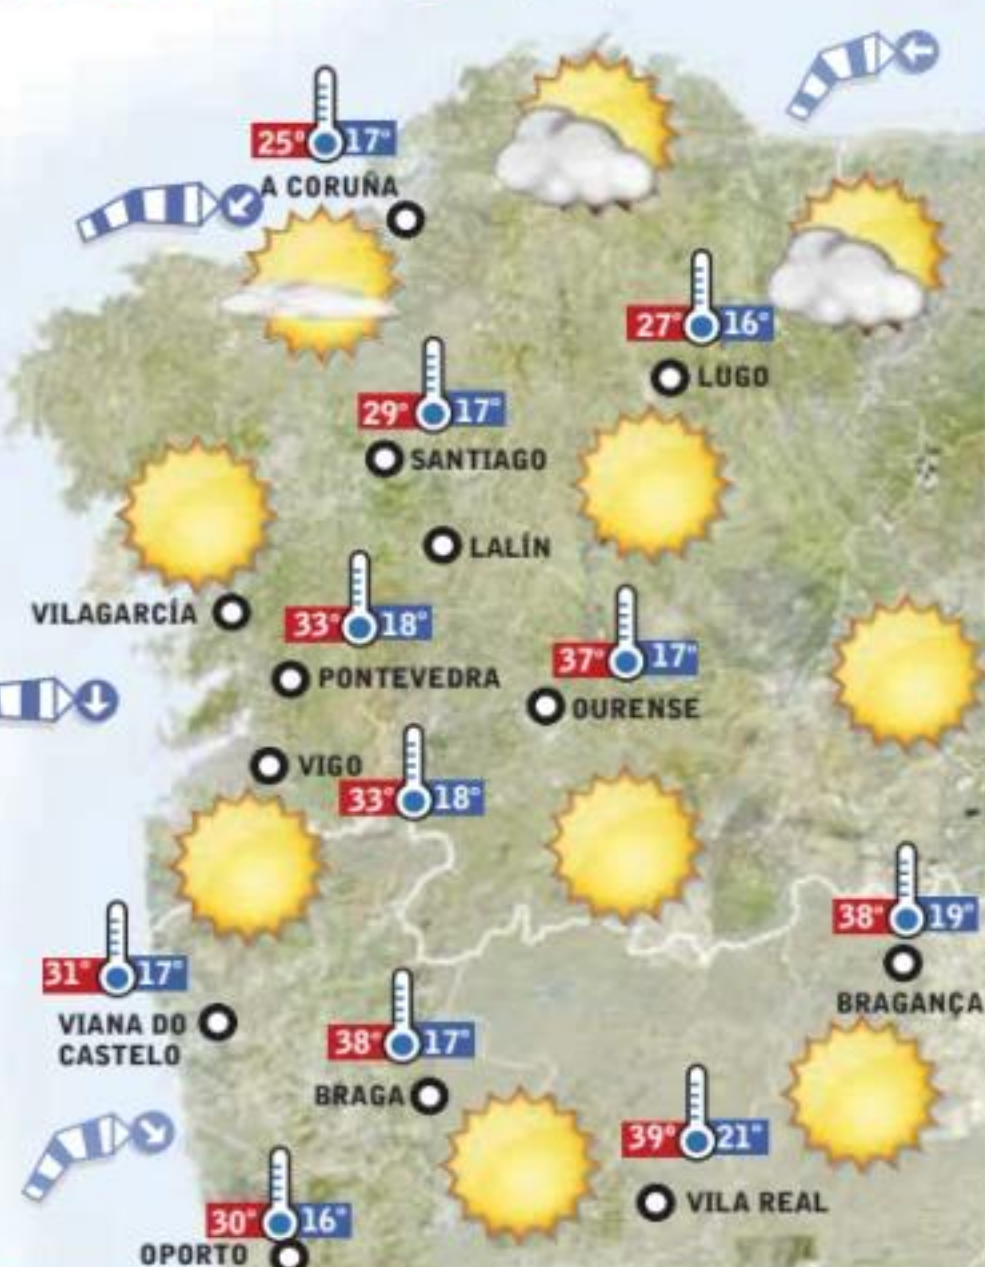 25° 17°
A CORUÑA
27° 16°
LUGO
29° 17°
SANTIAGO
LALÍN
VILAGARCÍA
33° 18°
PONTEVEDRA
37° 17°
OURENSE
VIGO
33° 18°
38° 19°
BRAGANÇA
31° 17°
VIANA DO
CASTELO
38° 17°
BRAGA
39° 21°
VILA REAL
30° 16°
OPORTO